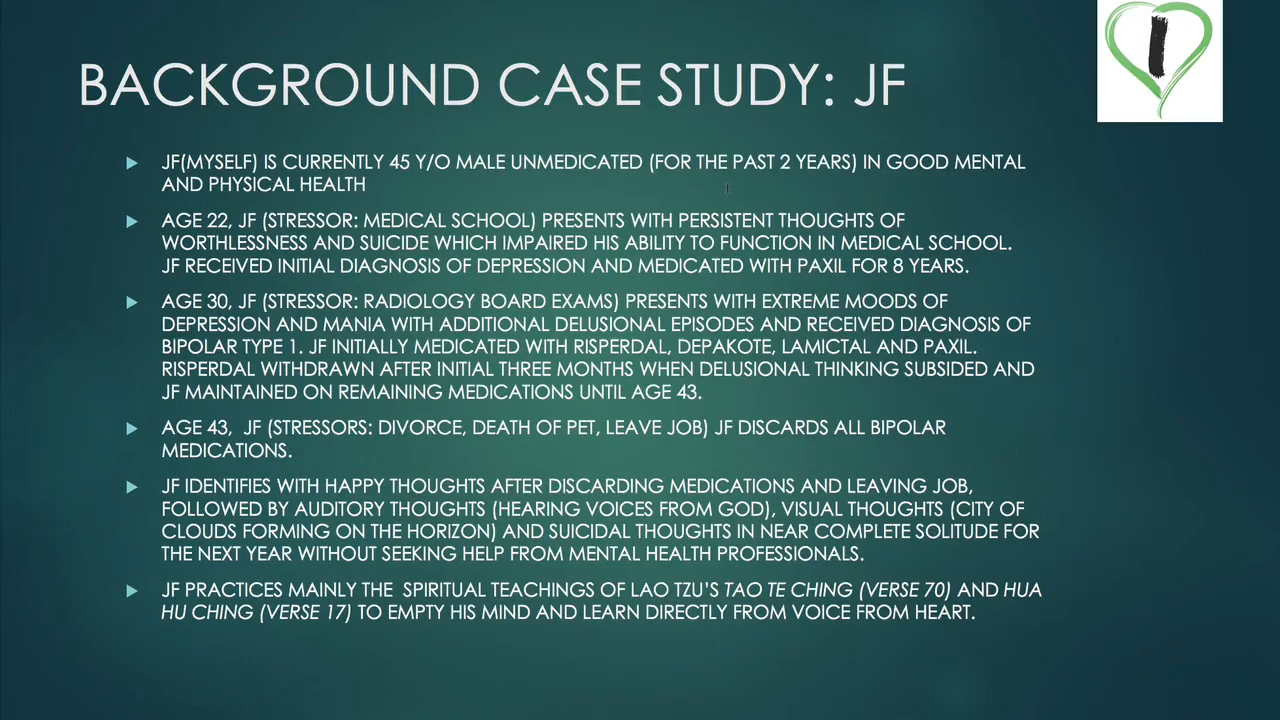 BACKGROUND CASE STUDY: JF
JF(MYSELF) IS CURRENTLY 45 Y/O MALE UNMEDICATED (FOR THE PAST 2 YEARS) IN GOOD MENTAL
AND PHYSICAL HEALTH
AGE 22, JF (STRESSOR: MEDICAL SCHOOL) PRESENTS WITH PERSISTENT THOUGHTS OF
WORTHLESSNESS AND SUICIDE WHICH IMPAIRED HIS ABILITY TO FUNCTION IN MEDICAL SCHOOL.
JF RECEIVED INITIAL DIAGNOSIS OF DEPRESSION AND MEDICATED WITH PAXIL FOR 8 YEARS.
AGE 30, JF (STRESSOR: RADIOLOGY BOARD EXAMS) PRESENTS WITH EXTREME MOODS OF
DEPRESSION AND MANIA WITH ADDITIONAL DELUSIONAL EPISODES AND RECEIVED DIAGNOSIS OF
BIPOLAR TYPE 1. JF INITIALLY MEDICATED WITH RISPERDAL, DEPAKOTE, LAMICTAL AND PAXIL.
RISPERDAL WITHDRAWN AFTER INITIAL THREE MONTHS WHEN DELUSIONAL THINKING SUBSIDED AND
JF MAINTAINED ON REMAINING MEDICATIONS UNTIL AGE 43.
AGE 43, JF (STRESSORS: DIVORCE, DEATH OF PET, LEAVE JOB) JF DISCARDS ALL BIPOLAR
MEDICATIONS.
JF IDENTIFIES WITH HAPPY THOUGHTS AFTER DISCARDING MEDICATIONS AND LEAVING JOB,
FOLLOWED BY AUDITORY THOUGHTS (HEARING VOICES FROM GOD), VISUAL THOUGHTS (CITY OF
CLOUDS FORMING ON THE HORIZON) AND SUICIDAL THOUGHTS IN NEAR COMPLETE SOLITUDE FOR
THE NEXT YEAR WITHOUT SEEKING HELP FROM MENTAL HEALTH PROFESSIONALS.
JF PRACTICES MAINLY THE SPIRITUAL TEACHINGS OF LAO TZU'S TAO TE CHING (VERSE 70) AND HUA
HU CHING (VERSE 17) TO EMPTY HIS MIND AND LEARN DIRECTLY FROM VOICE FROM HEART.